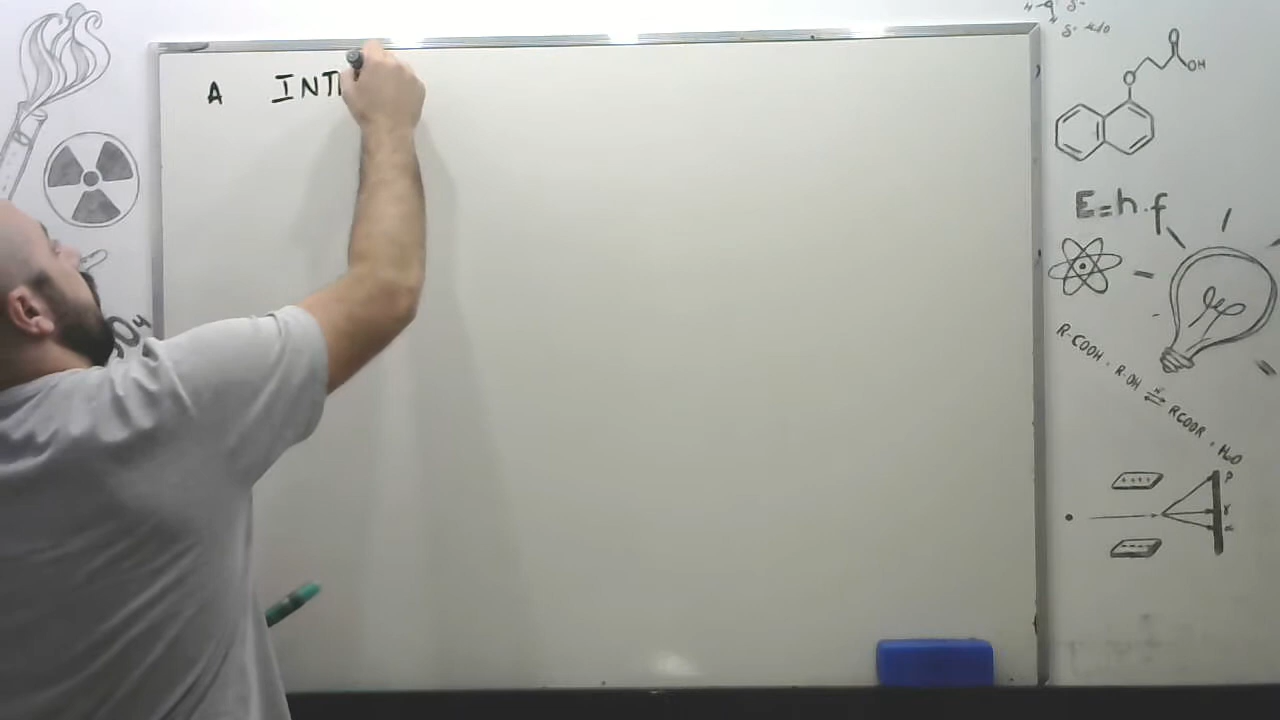 A INT
OH
E=h.f
R-COOH . R.OH ⇌ RCOOR . H₂O